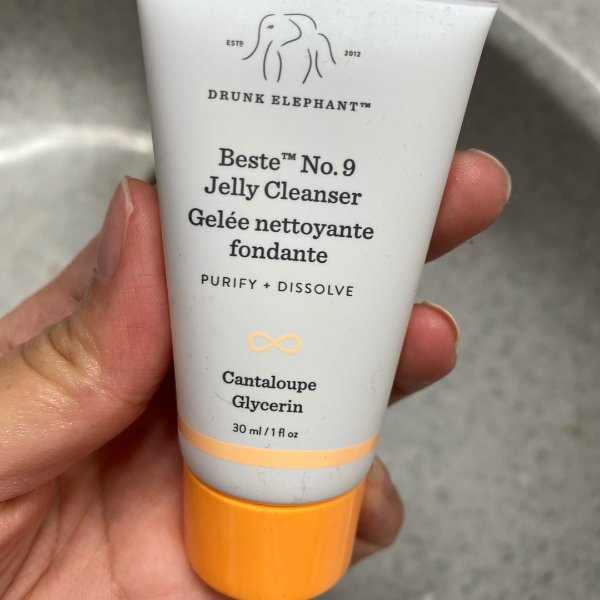 ESTD 2012
DRUNK ELEPHANT™
Beste™ No. 9
Jelly Cleanser
Gelée nettoyante
fondante
PURIFY + DISSOLVE
Cantaloupe
Glycerin
30 ml / 1 fl oz